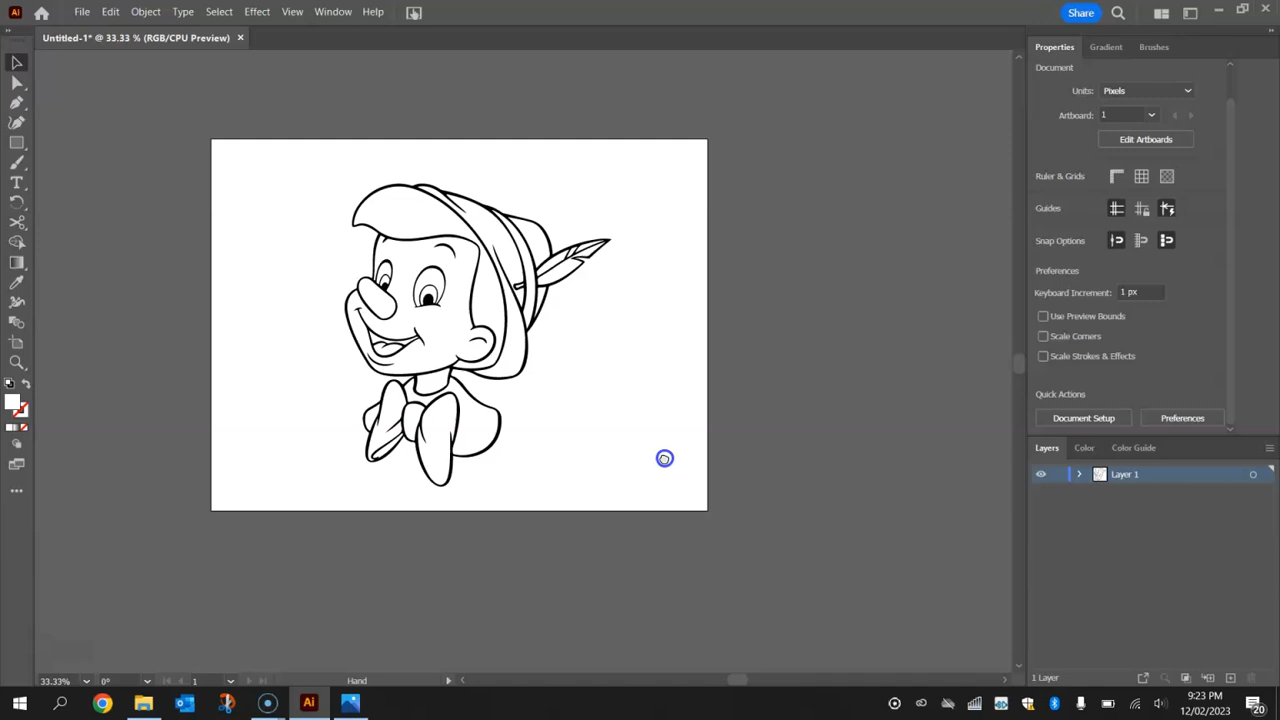 Ai File Edit Object Type Select Effect View Window Help Share
Untitled-1* @ 33.33 % (RGB/CPU Preview) ×
Properties Gradient Brushes
Document
Units: Pixels
Artboard: 1
Edit Artboards
Ruler & Grids
Guides
Snap Options
Preferences
Keyboard Increment: 1 px
Use Preview Bounds
Scale Corners
Scale Strokes & Effects
Quick Actions
Document Setup Preferences
Layers Color Color Guide
Layer 1
33.33% 0° 1 Hand 1 Layer
Ai 9:23 PM
12/02/2023 20